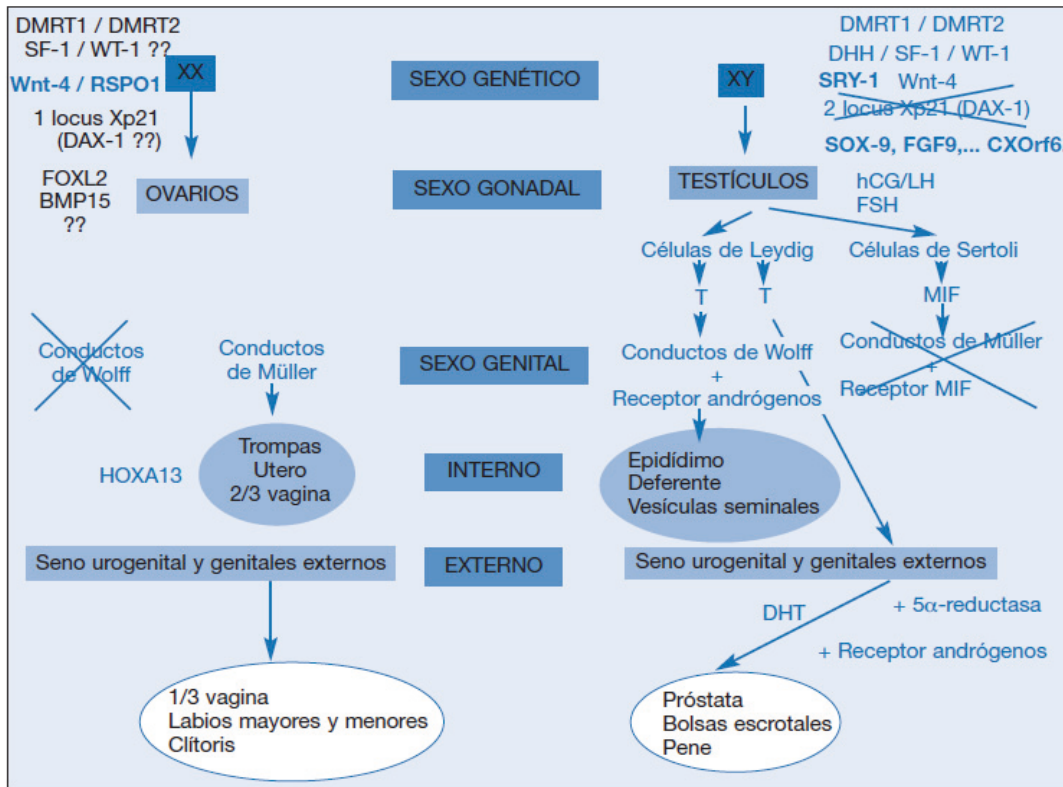 DMRT1 / DMRT2
SF-1 / WT-1 ??
Wnt-4 / RSPO1
XX
1 locus Xp21
(DAX-1 ??)
FOXL2
BMP15
??
OVARIOS
SEXO GENÉTICO
XY
DMRT1 / DMRT2
DHH / SF-1 / WT-1
SRY-1 Wnt-4
2 locus Xp21 (DAX-1)
SOX-9, FGF9,... CXOrf6
SEXO GONADAL
TESTÍCULOS
hCG/LH
FSH
Células de Leydig
Células de Sertoli
T
T
MIF
Conductos
de Wolff
Conductos
de Müller
SEXO GENITAL
Conductos de Wolff
+
Receptor andrógenos
Conductos de Müller
+
Receptor MIF
HOXA13
Trompas
Utero
2/3 vagina
INTERNO
Epidídimo
Deferente
Vesículas seminales
Seno urogenital y genitales externos
EXTERNO
Seno urogenital y genitales externos
DHT
+ 5α-reductasa
+ Receptor andrógenos
1/3 vagina
Labios mayores y menores
Clítoris
Próstata
Bolsas escrotales
Pene